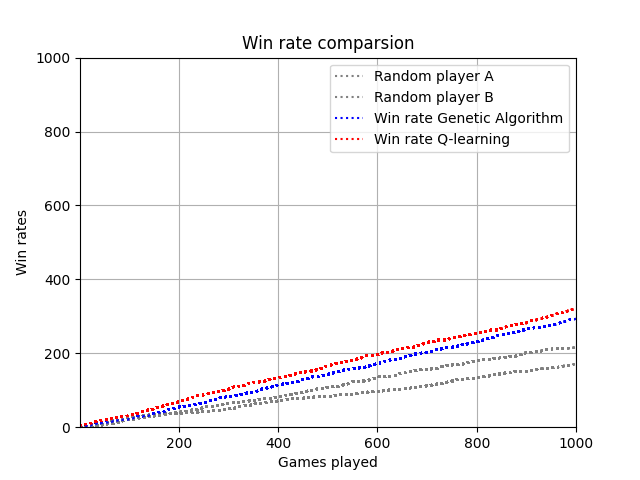 Win rate comparsion
1000
800
600
400
200
0
Win rates
Random player A
Random player B
Win rate Genetic Algorithm
Win rate Q-learning
200 400 600 800 1000
Games played